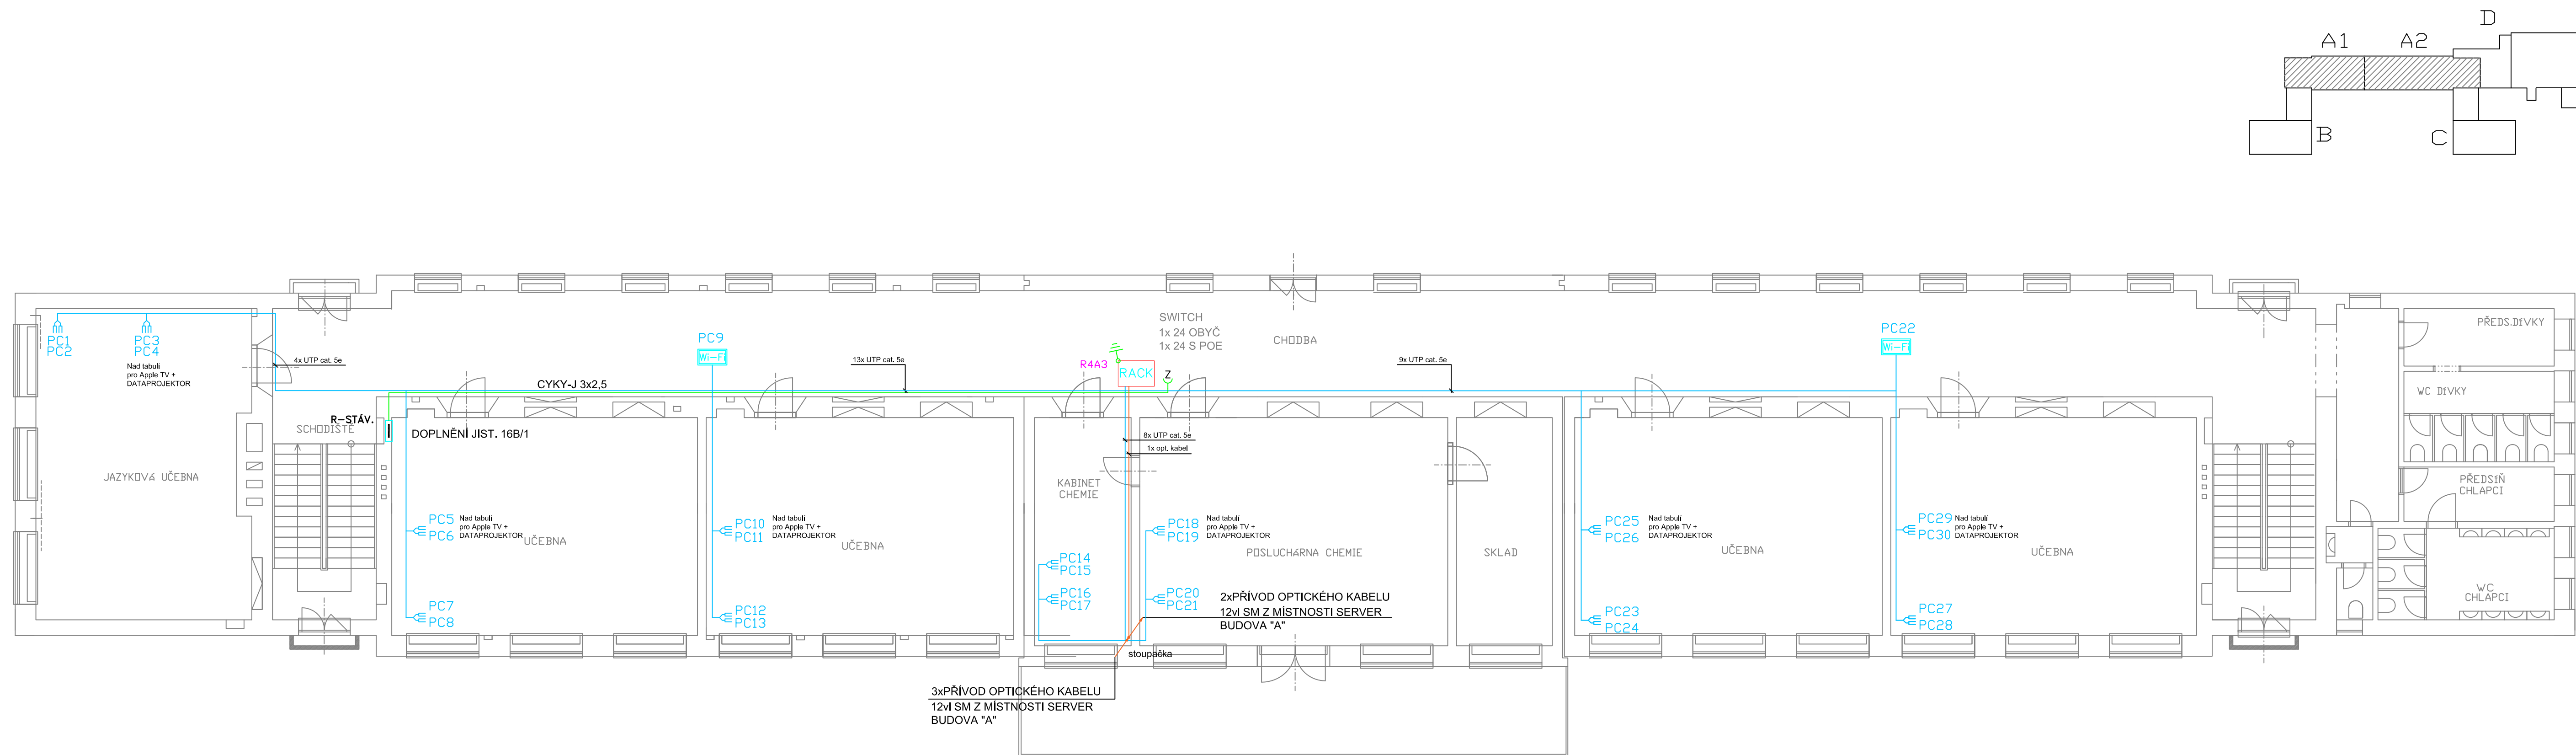 D
A1
A2
B
C
PC1
PC2
PC3
PC4
Nad tabulí
pro Apple TV +
DATAPROJEKTOR
4x UTP cat. 5e
CYKY-J 3x2,5
R-STÁV.
SCHODIŠTĚ
DOPLNĚNÍ JIST. 16B/1
JAZYKOVÁ UČEBNA
PC5
PC6
Nad tabulí
pro Apple TV +
DATAPROJEKTOR
UČEBNA
PC7
PC8
PC9
Wi-Fi
13x UTP cat. 5e
PC10
PC11
Nad tabulí
pro Apple TV +
DATAPROJEKTOR
UČEBNA
PC12
PC13
SWITCH
1x 24 OBYČ
1x 24 S POE
CHODBA
R4A3
RACK
Z
8x UTP cat. 5e
1x opt. kabel
KABINET
CHEMIE
PC14
PC15
PC16
PC17
PC18
PC19
Nad tabulí
pro Apple TV +
DATAPROJEKTOR
POSLUCHÁRNA CHEMIE
SKLAD
PC20
PC21
2xPŘÍVOD OPTICKÉHO KABELU
12vl SM Z MÍSTNOSTI SERVER
BUDOVA "A"
stoupačka
3xPŘÍVOD OPTICKÉHO KABELU
12vl SM Z MÍSTNOSTI SERVER
BUDOVA "A"
9x UTP cat. 5e
PC22
Wi-Fi
PC25
PC26
Nad tabulí
pro Apple TV +
DATAPROJEKTOR
UČEBNA
PC23
PC24
PC29
PC30
Nad tabulí
pro Apple TV +
DATAPROJEKTOR
UČEBNA
PC27
PC28
PŘEDS.DÍVKY
WC DÍVKY
PŘEDSÍŇ
CHLAPCI
WC
CHLAPCI